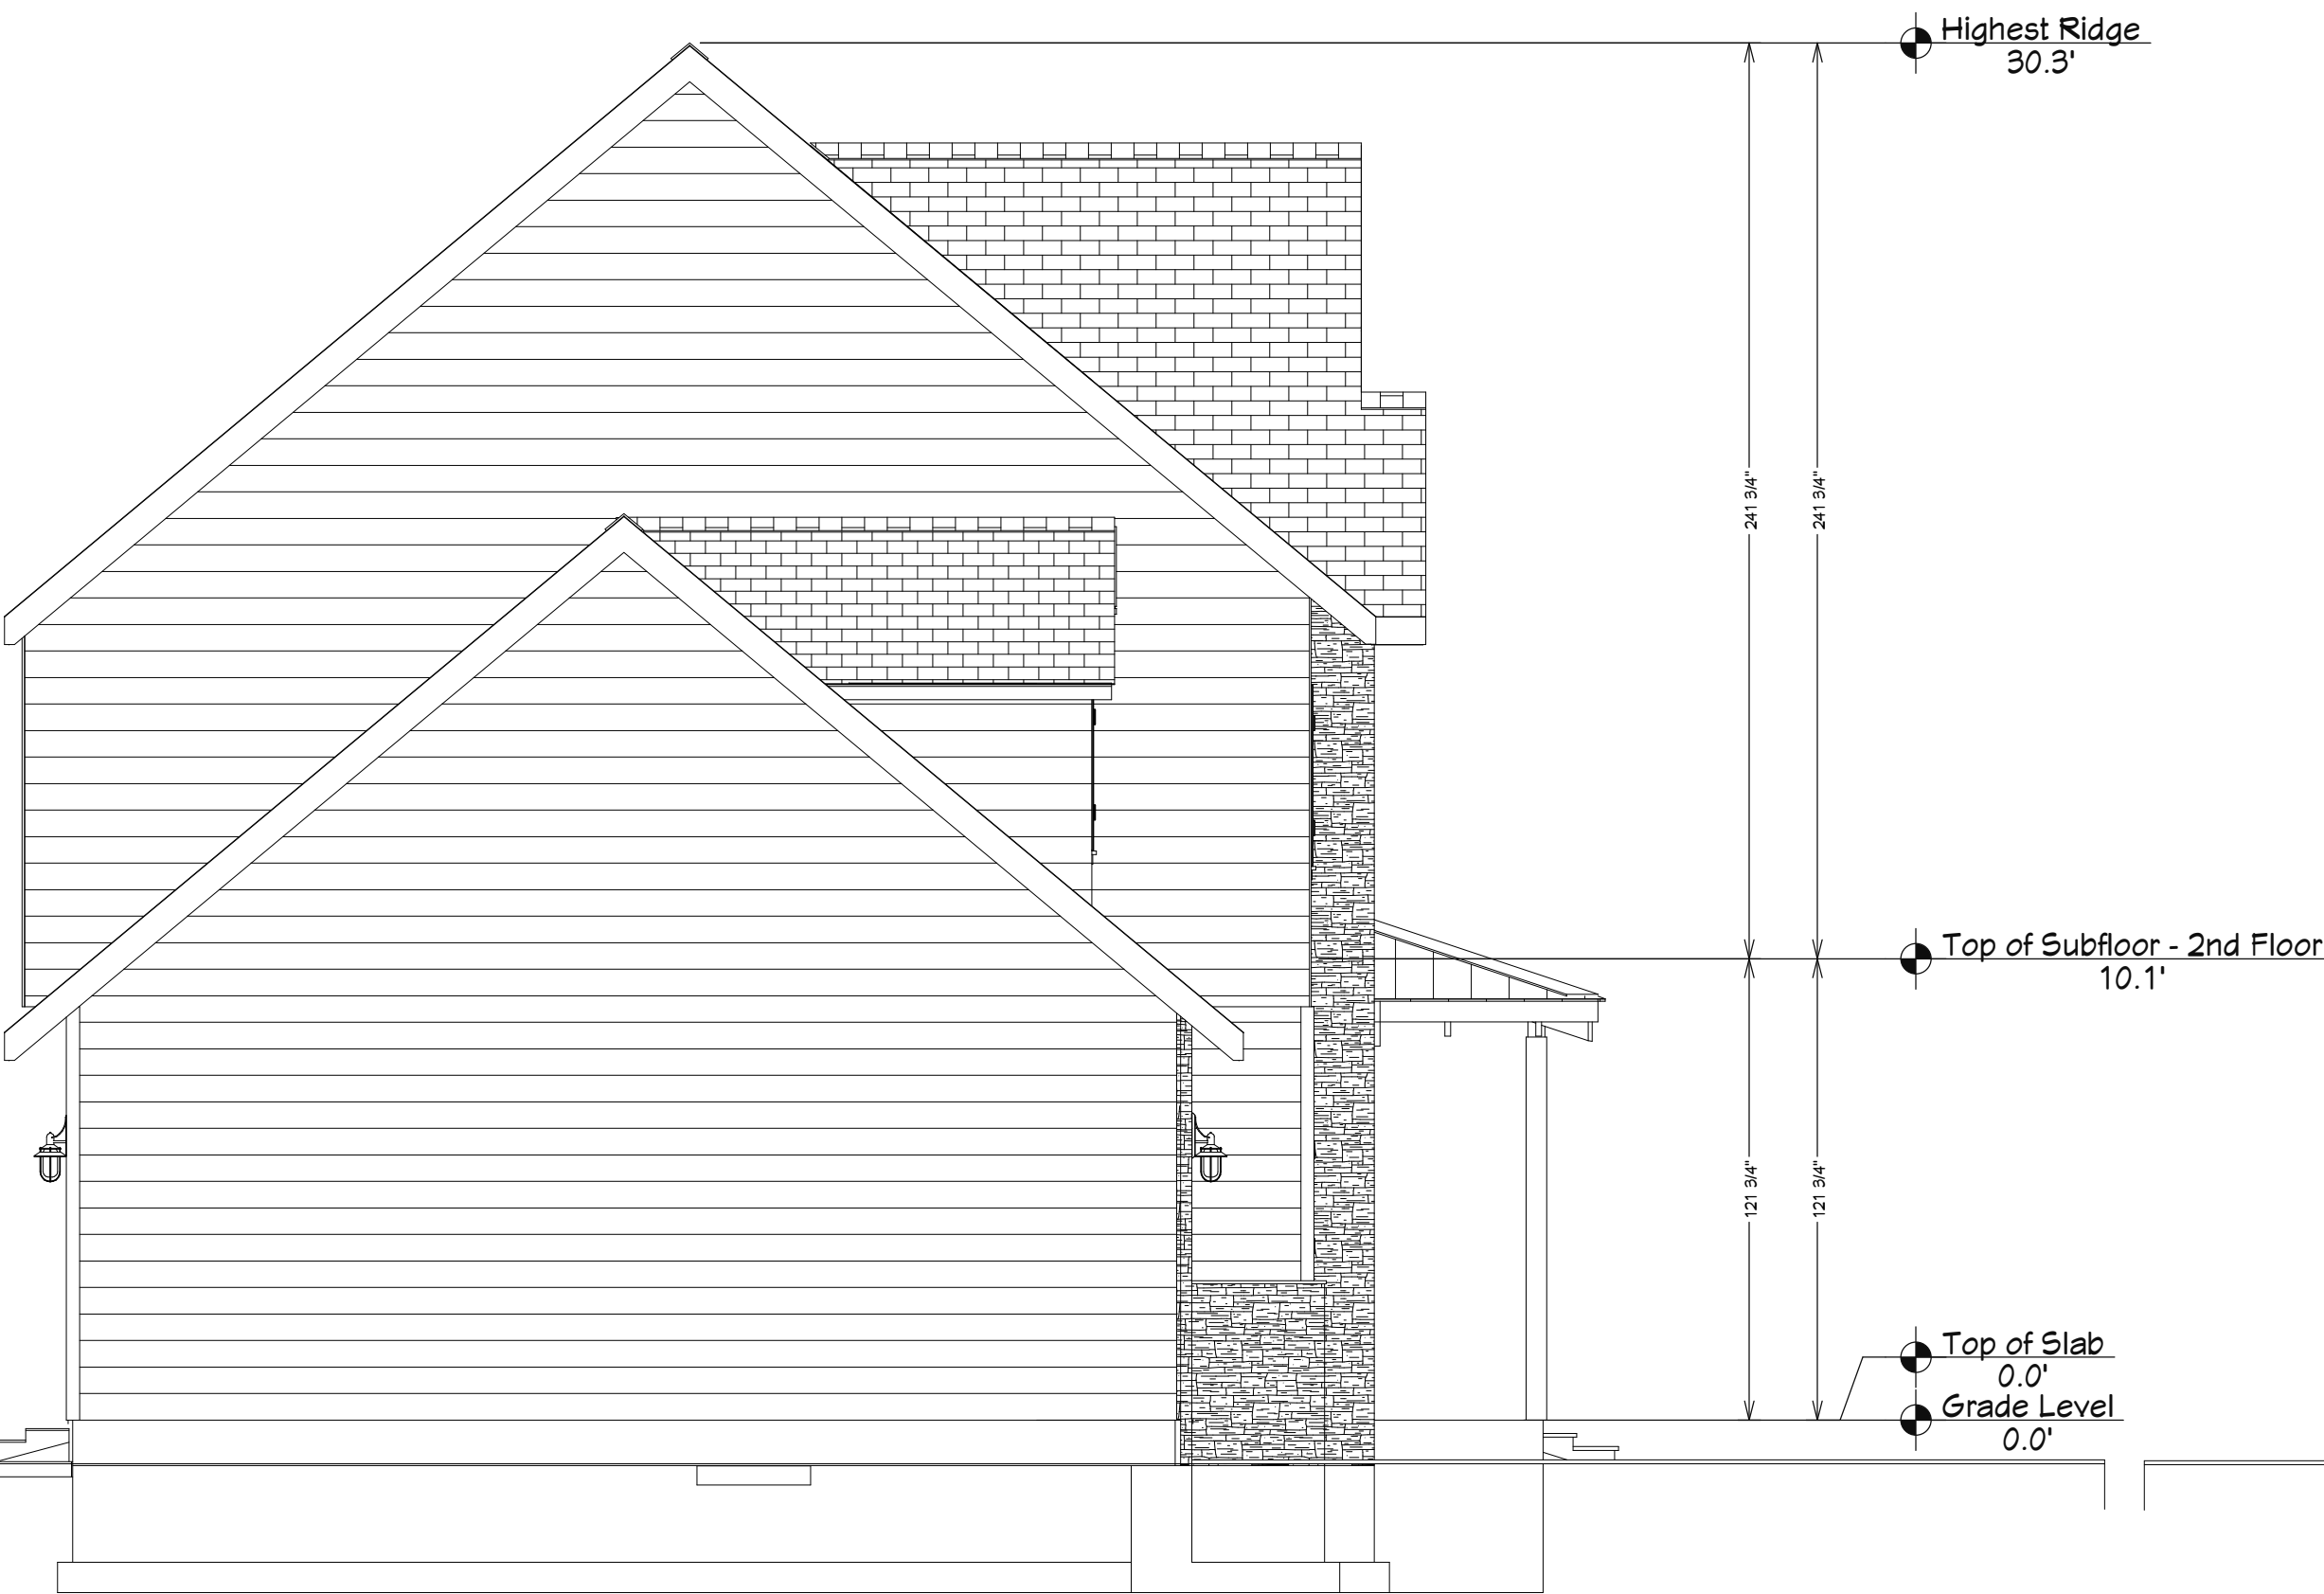 Highest Ridge
30.3'
241 3/4"
241 3/4"
Top of Subfloor - 2nd Floor
10.1'
121 3/4"
121 3/4"
Top of Slab
0.0'
Grade Level
0.0'